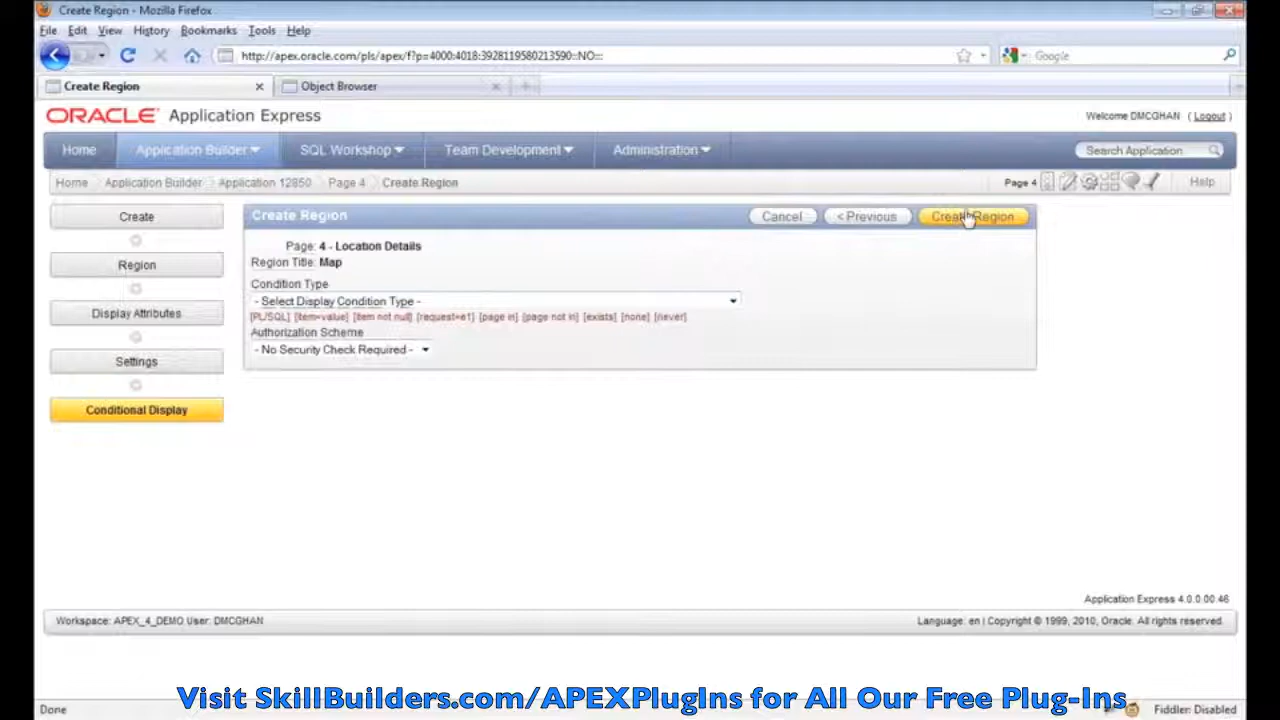 Create Region - Mozilla Firefox
File Edit View History Bookmarks Tools Help
http://apex.oracle.com/pls/apex/f?p=4000:4018:3928119580213590::NO:::
Google
Create Region
Object Browser
ORACLE Application Express
Welcome DMCGHAN ( Logout )
Home Application Builder SQL Workshop Team Development Administration
Search Application
Home Application Builder Application 12850 Page 4 Create Region
Page 4
Help
Create
Region
Display Attributes
Settings
Conditional Display
Create Region
Cancel
< Previous
Create Region
Page: 4 - Location Details
Region Title: Map
Condition Type
- Select Display Condition Type -
[PL/SQL] [item=value] [item not null] [request=e1] [page in] [page not in] [exists] [none] [never]
Authorization Scheme
- No Security Check Required -
Application Express 4.0.0.00.46
Workspace: APEX_4_DEMO User: DMCGHAN
Language: en | Copyright © 1999, 2010, Oracle. All rights reserved.
Visit SkillBuilders.com/APEXPlugIns for All Our Free Plug-Ins
Done
Fiddler: Disabled